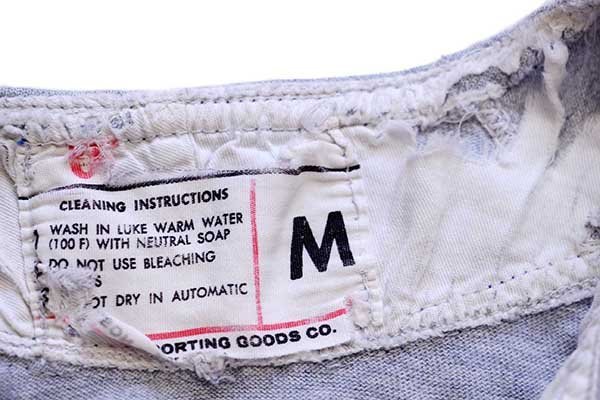 CLEANING INSTRUCTIONS
WASH IN LUKE WARM WATER
(100 F) WITH NEUTRAL SOAP
DO NOT USE BLEACHING
DRY IN AUTOMATIC
M
GOODS CO.